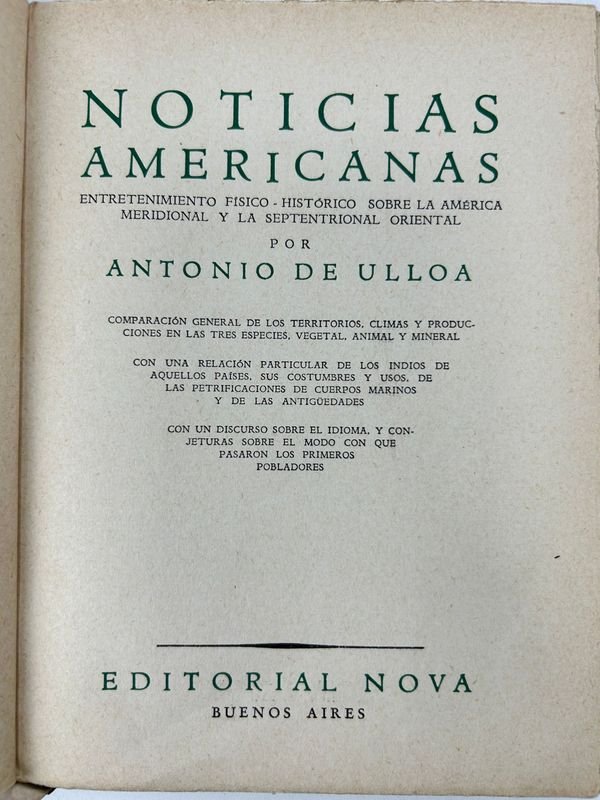 NOTICIAS
AMERICANAS
ENTRETENIMIENTO FÍSICO - HISTÓRICO SOBRE LA AMÉRICA
MERIDIONAL Y LA SEPTENTRIONAL ORIENTAL
POR
ANTONIO DE ULLOA
COMPARACIÓN GENERAL DE LOS TERRITORIOS, CLIMAS Y PRODUC-
CIONES EN LAS TRES ESPECIES, VEGETAL, ANIMAL Y MINERAL
CON UNA RELACIÓN PARTICULAR DE LOS INDIOS DE
AQUELLOS PAÍSES, SUS COSTUMBRES Y USOS, DE
LAS PETRIFICACIONES DE CUERPOS MARINOS
Y DE LAS ANTIGÜEDADES
CON UN DISCURSO SOBRE EL IDIOMA, Y CON-
JETURAS SOBRE EL MODO CON QUE
PASARON LOS PRIMEROS
POBLADORES
EDITORIAL NOVA
BUENOS AIRES